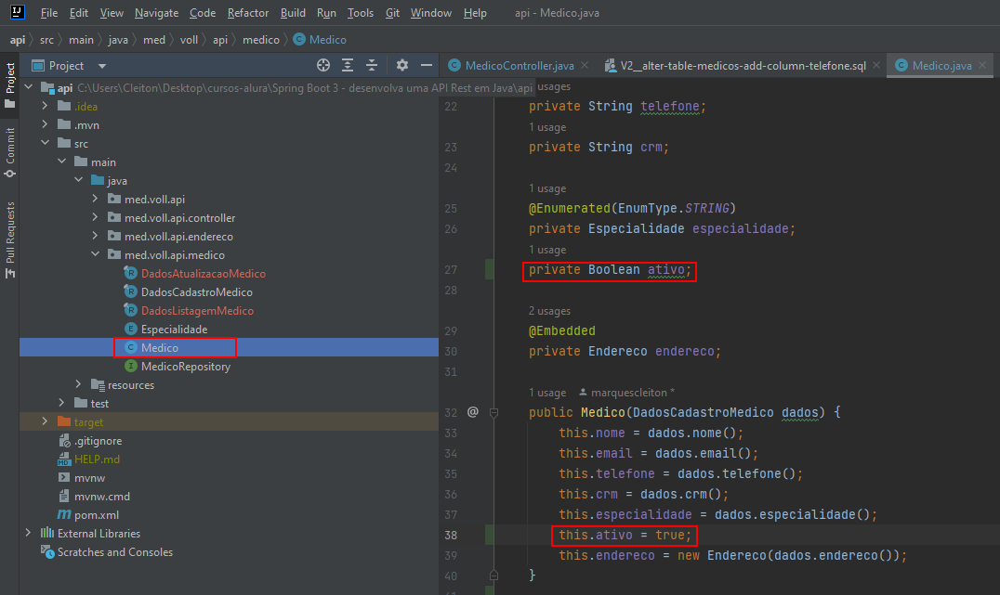 File Edit View Navigate Code Refactor Build Run Tools Git Window Help api - Medico.java
api src main java med voll api medico Medico
Project
MedicoController.java V2__alter-table-medicos-add-column-telefone.sql Medico.java
Project
Commit
Pull Requests
api C:\Users\Cleiton\Desktop\cursos-alura\Spring Boot 3 - desenvolva uma API Rest em Java\api
.idea
.mvn
src
main
java
med.voll.api
med.voll.api.controller
med.voll.api.endereco
med.voll.api.medico
DadosAtualizacaoMedico
DadosCadastroMedico
DadosListagemMedico
Especialidade
Medico
MedicoRepository
resources
test
target
.gitignore
HELP.md
mvnw
mvnw.cmd
pom.xml
External Libraries
Scratches and Consoles
usages
22 private String telefone;
1 usage
23 private String crm;
24
1 usage
25 @Enumerated(EnumType.STRING)
26 private Especialidade especialidade;
1 usage
27 private Boolean ativo;
28
2 usages
29 @Embedded
30 private Endereco endereco;
31
1 usage marquescleiton *
32 @ public Medico(DadosCadastroMedico dados) {
33 this.nome = dados.nome();
34 this.email = dados.email();
35 this.telefone = dados.telefone();
36 this.crm = dados.crm();
37 this.especialidade = dados.especialidade();
38 this.ativo = true;
39 this.endereco = new Endereco(dados.endereco());
40 }
41